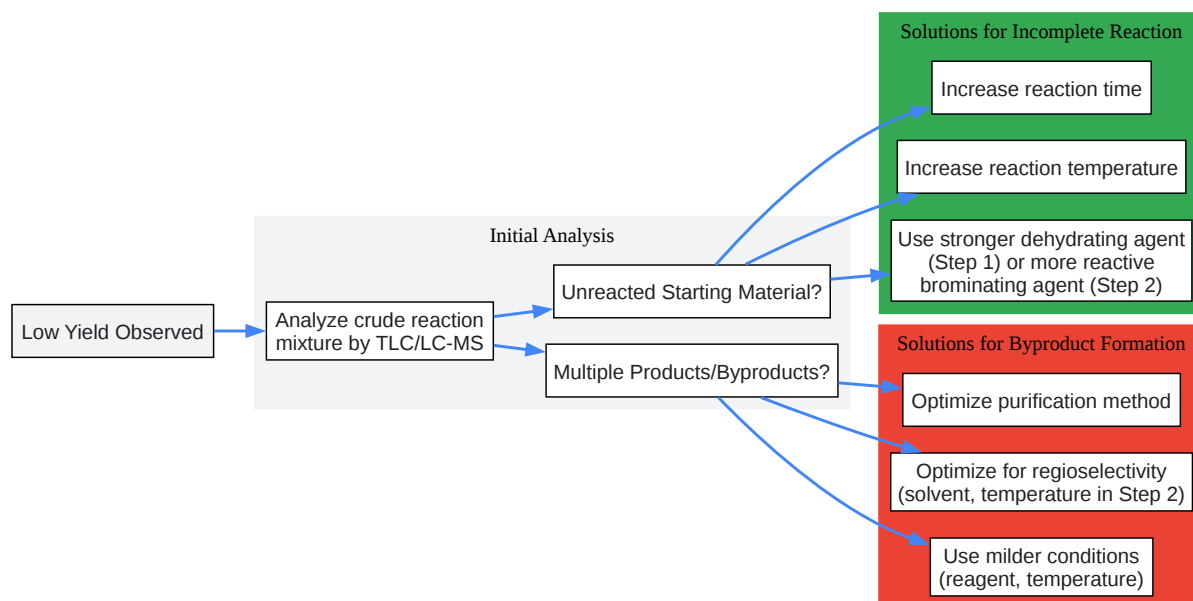 Low Yield Observed
Initial Analysis
Analyze crude reaction
mixture by TLC/LC-MS
Unreacted Starting Material?
Multiple Products/Byproducts?
Solutions for Incomplete Reaction
Increase reaction time
Increase reaction temperature
Use stronger dehydrating agent
(Step 1) or more reactive
brominating agent (Step 2)
Solutions for Byproduct Formation
Optimize purification method
Optimize for regioselectivity
(solvent, temperature in Step 2)
Use milder conditions
(reagent, temperature)